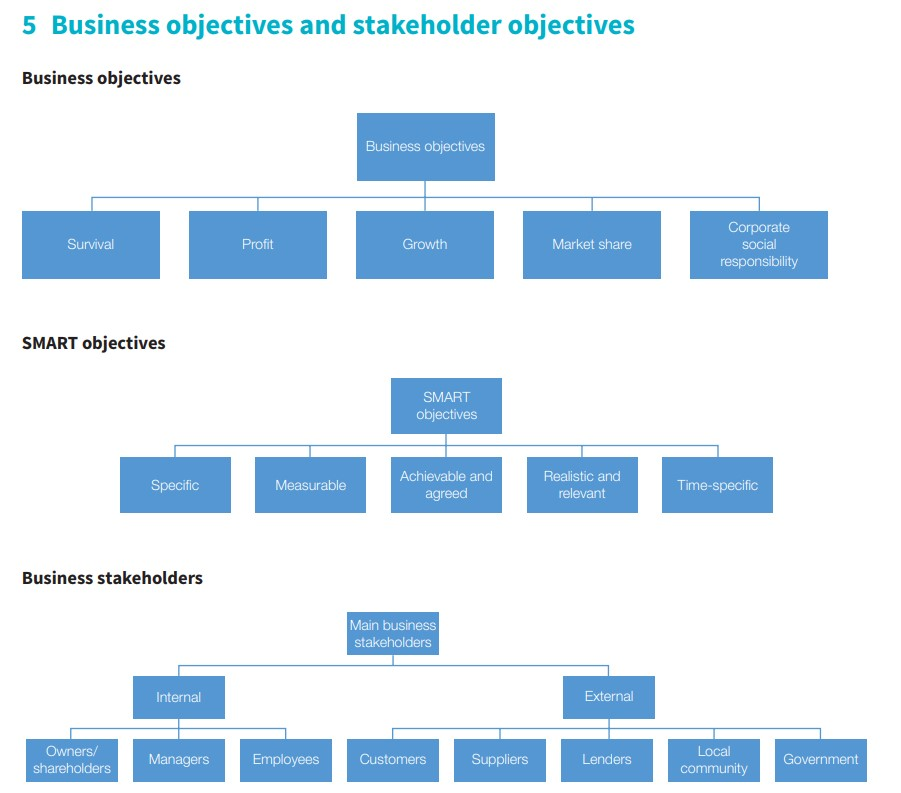 5 Business objectives and stakeholder objectives
Business objectives
Business objectives
Survival
Profit
Growth
Market share
Corporate
social
responsibility
SMART objectives
SMART
objectives
Specific
Measurable
Achievable and
agreed
Realistic and
relevant
Time-specific
Business stakeholders
Main business
stakeholders
Internal
External
Owners/
shareholders
Managers
Employees
Customers
Suppliers
Lenders
Local
community
Government